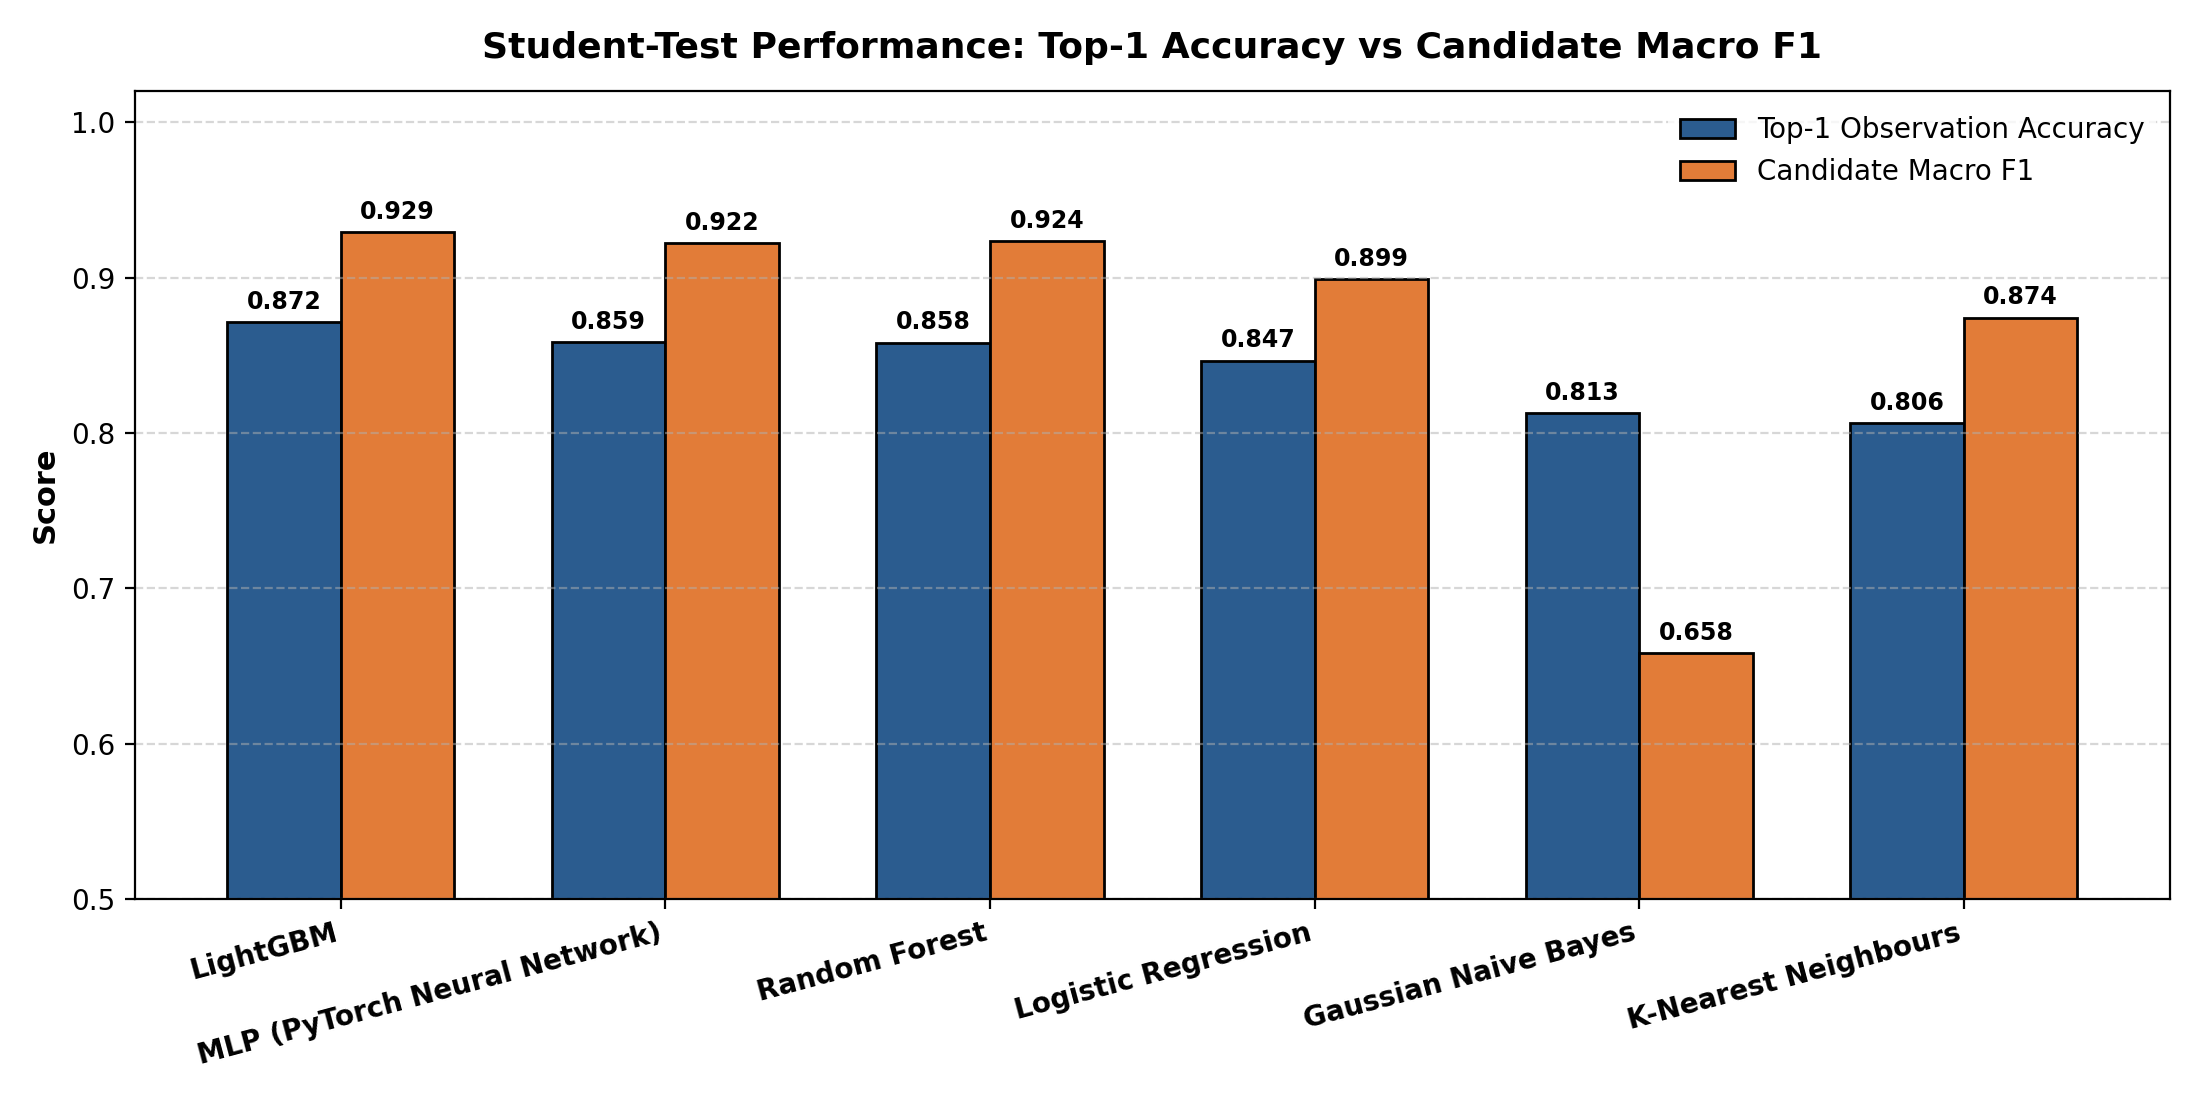 Student-Test Performance: Top-1 Accuracy vs Candidate Macro F1
Top-1 Observation Accuracy
Candidate Macro F1
Score
1.0
0.9
0.8
0.7
0.6
0.5
0.872
0.929
0.859
0.922
0.858
0.924
0.847
0.899
0.813
0.658
0.806
0.874
LightGBM
MLP (PyTorch Neural Network)
Random Forest
Logistic Regression
Gaussian Naive Bayes
K-Nearest Neighbours